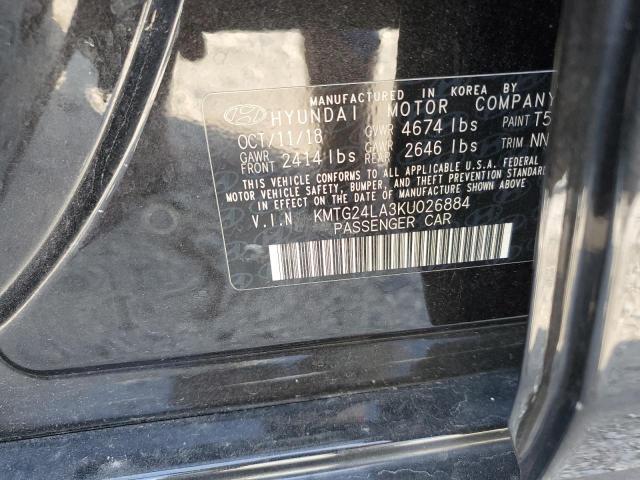 MANUFACTURED IN KOREA BY
HYUNDAI MOTOR COMPANY
OCT/11/18 GVWR 4674 lbs PAINT T5
GAWR FRONT 2414 lbs GAWR REAR 2646 lbs TRIM NN
THIS VEHICLE CONFORMS TO ALL APPLICABLE U.S.A. FEDERAL
MOTOR VEHICLE SAFETY, BUMPER, AND THEFT PREVENTION
IN EFFECT ON THE DATE OF MANUFACTURE SHOWN ABOVE.
V.I.N KMTG24LA3KU026884
PASSENGER CAR